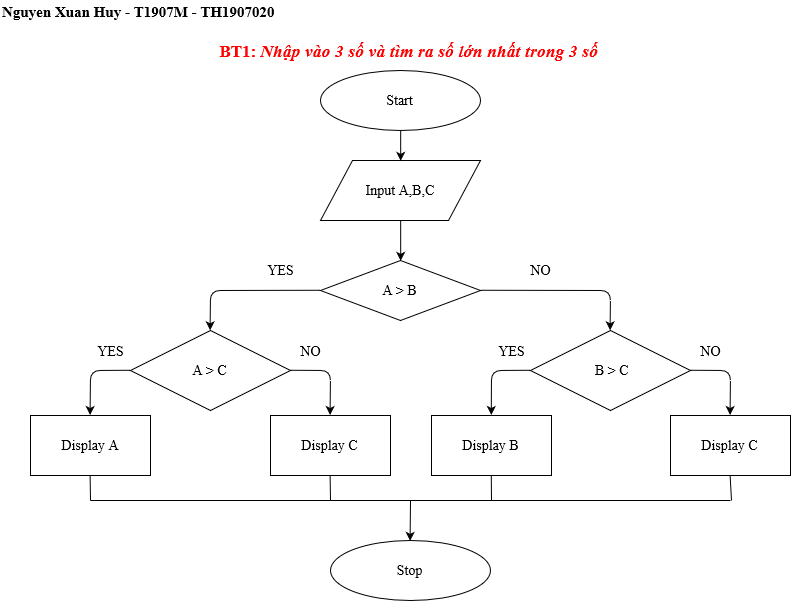 Nguyen Xuan Huy - T1907M - TH1907020
BT1: Nhập vào 3 số và tìm ra số lớn nhất trong 3 số
Start
Input A,B,C
YES
NO
A > B
YES
NO
YES
NO
A > C
B > C
Display A
Display C
Display B
Display C
Stop